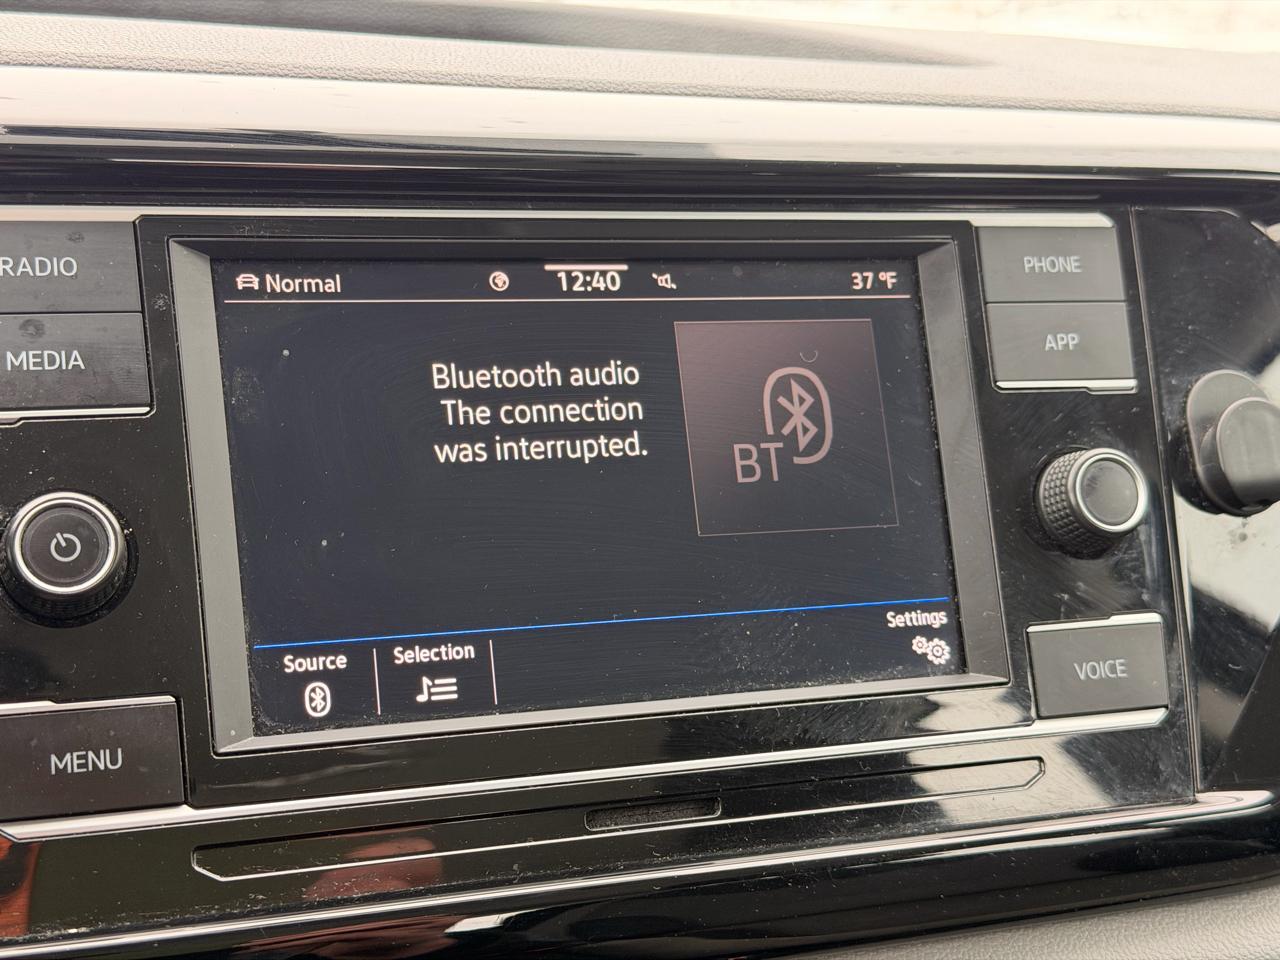 RADIO
MEDIA
MENU
Normal
12:40
37 °F
Bluetooth audio
The connection
was interrupted.
BT
Source
Selection
Settings
PHONE
APP
VOICE